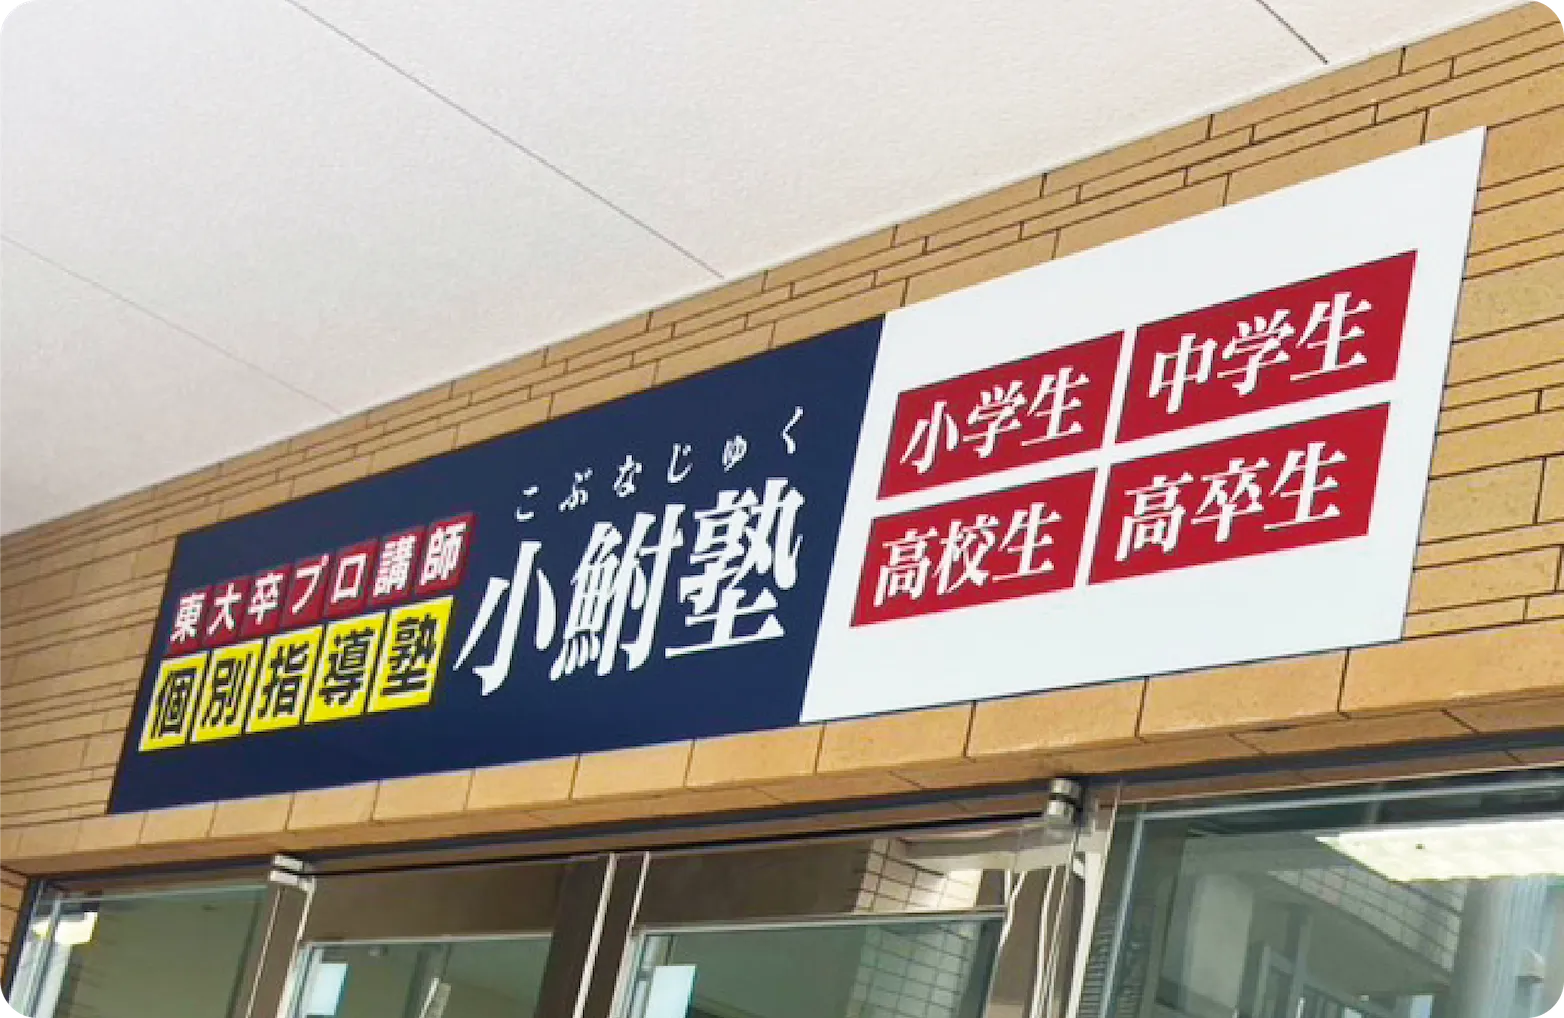 東大卒プロ講師
個別指導塾
こぶなじゅく
小鮒塾
小学生 中学生
高校生 高卒生